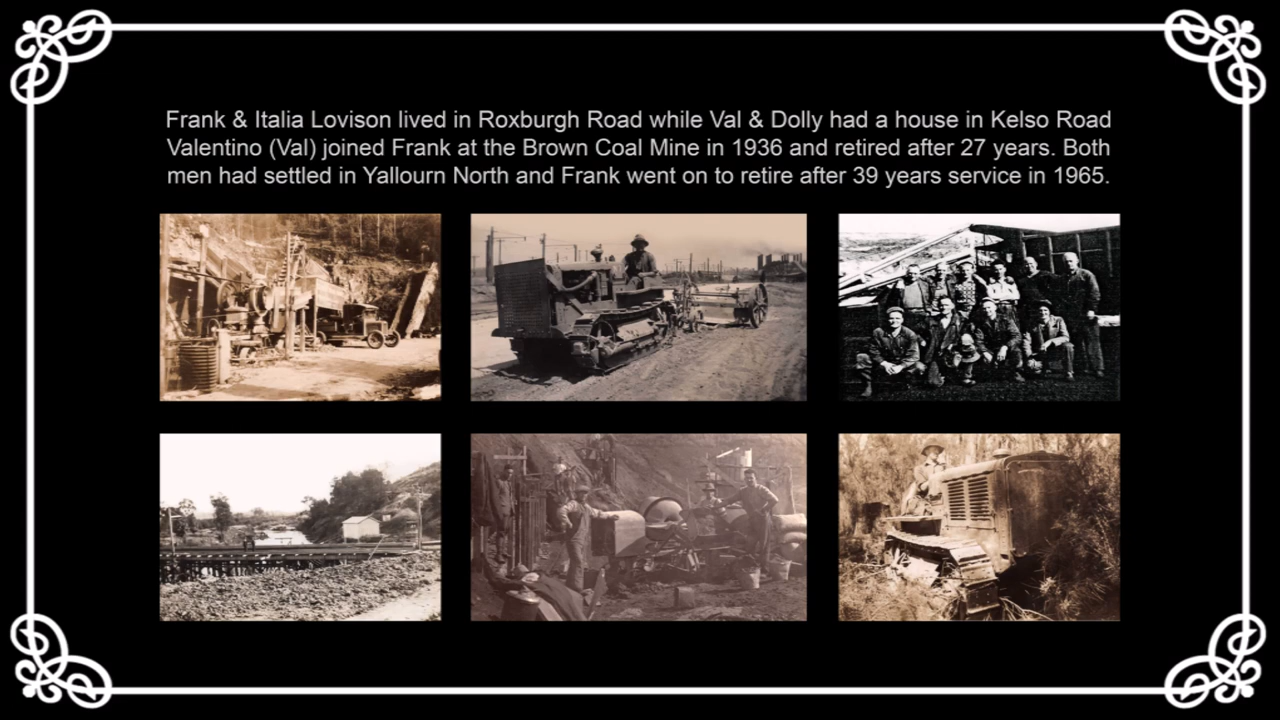 Frank & Italia Lovison lived in Roxburgh Road while Val & Dolly had a house in Kelso Road
Valentino (Val) joined Frank at the Brown Coal Mine in 1936 and retired after 27 years. Both
men had settled in Yallourn North and Frank went on to retire after 39 years service in 1965.